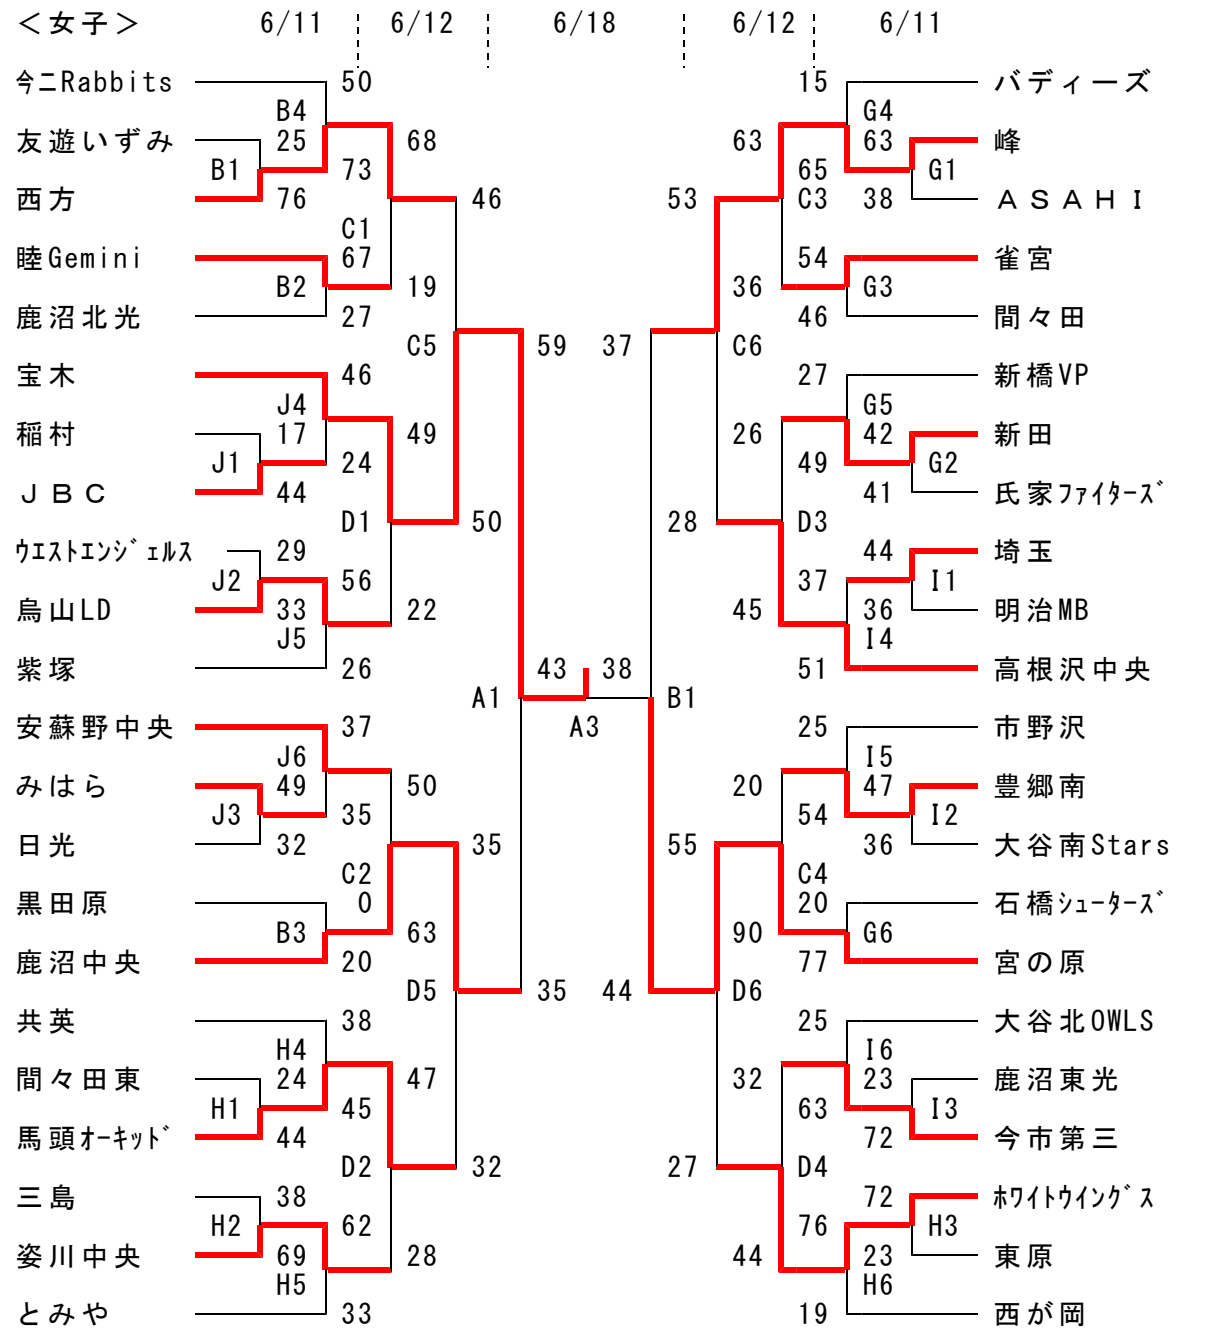 ＜女子＞ 6/11 6/12 6/18 6/12 6/11
今二Rabbits 50 15 バディーズ
B4 G4
友遊いずみ 25 68 63 63 峰
B1 73 65 G1
西方 76 46 53 C3 38 ＡＳＡＨＩ
C1
睦Gemini 67 54 雀宮
B2 19 36 G3
鹿沼北光 27 46 間々田
C5 59 37 C6
宝木 46 27 新橋VP
J4 G5
稲村 17 49 26 42 新田
J1 24 49 G2
ＪＢＣ 44 41 氏家ﾌｧｲﾀｰｽﾞ
D1 50 28 D3
ｳｴｽﾄｴﾝｼﾞｪﾙｽ 29 44 埼玉
J2 56 37 I1
烏山LD 33 22 45 36 明治MB
J5 I4
紫塚 26 43 38 51 高根沢中央
A1 B1
安蘇野中央 37 A3 25 市野沢
J6 I5
みはら 49 50 20 47 豊郷南
J3 35 54 I2
日光 32 35 55 36 大谷南Stars
C2 C4
黒田原 0 20 石橋ｼｭｰﾀｰｽﾞ
B3 63 90 G6
鹿沼中央 20 77 宮の原
D5 35 44 D6
共英 38 25 大谷北OWLS
H4 I6
間々田東 24 47 32 23 鹿沼東光
H1 45 63 I3
馬頭ｵｰｷｯﾄﾞ 44 72 今市第三
D2 32 27 D4
三島 38 72 ﾎﾜｲﾄｳｲﾝｸﾞｽ
H2 62 76 H3
姿川中央 69 28 44 23 東原
H5 H6
とみや 33 19 西が岡